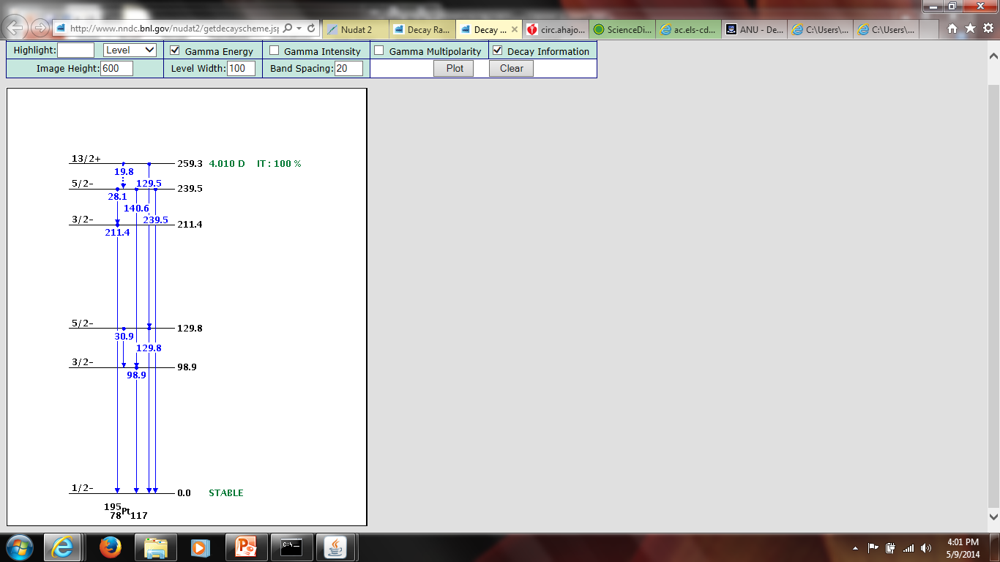 http://www.nndc.bnl.gov/nudat2/getdecayscheme.jsp
Nudat 2
Decay Ra...
Decay ...
circ.ahajo...
ScienceDi...
ac.els-cd...
ANU - De...
C:\Users\...
C:\Users\...
Highlight: Level Gamma Energy Gamma Intensity Gamma Multipolarity Decay Information
Image Height: 600 Level Width: 100 Band Spacing: 20 Plot Clear
13/2+ 259.3 4.010 D IT : 100 %
19.8
129.5
5/2- 239.5
28.1
140.6
239.5
3/2- 211.4
211.4
5/2- 129.8
30.9
129.8
3/2- 98.9
98.9
1/2- 0.0 STABLE
195
78Pt117
C:\
4:01 PM
5/9/2014